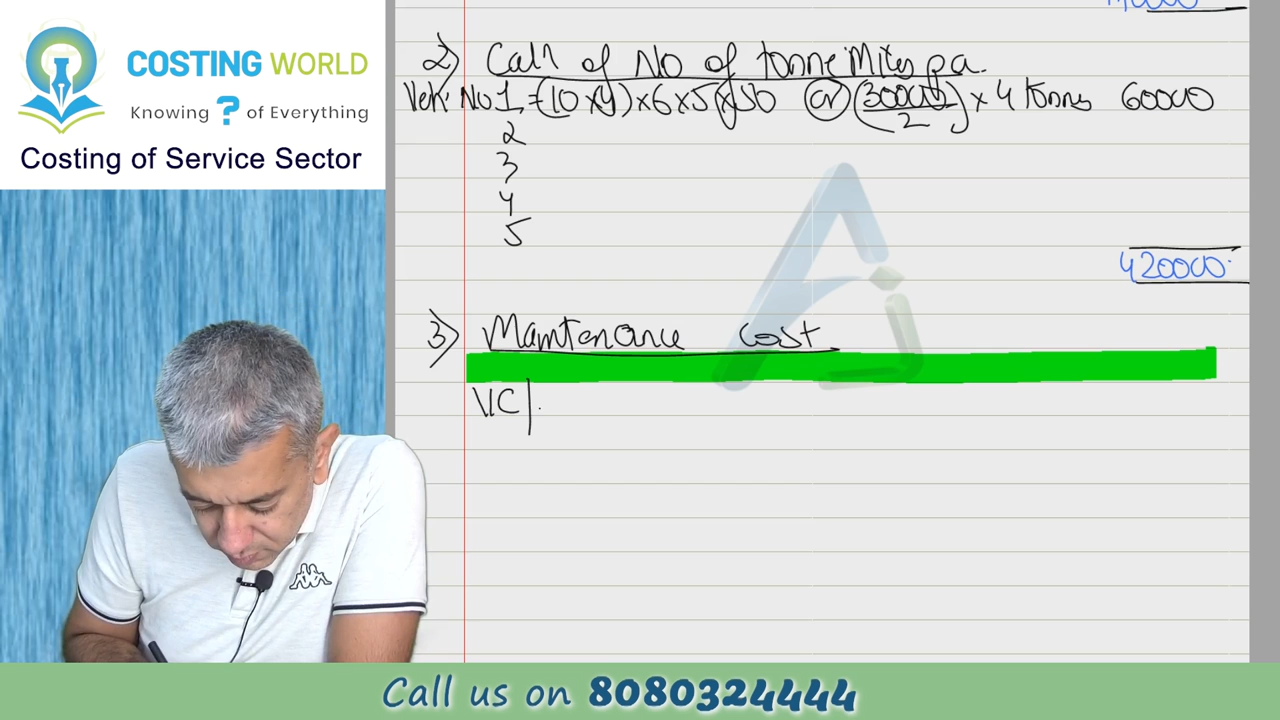 COSTING WORLD
Knowing ? of Everything
Costing of Service Sector
2) Call of No of tonne Miles p.a.
Veh. No 1 = (10 x 4) x 6 x 5 x 50 or (30000/2) x 4 tonnes 60000
2
3
4
5
420000
3) Maintenance cost
VC|
Call us on 8080324444